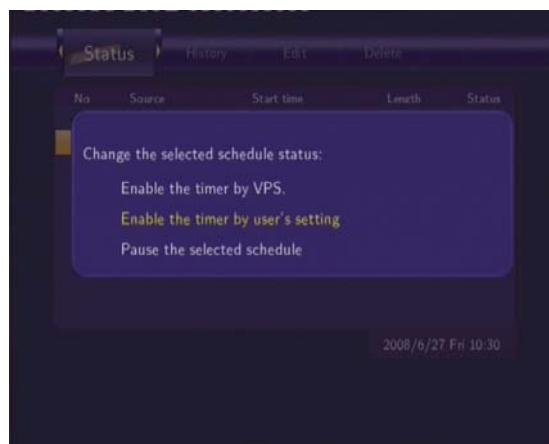 Status History Edit Delete
No Source Start time Length Status
Change the selected schedule status:
Enable the timer by VPS.
Enable the timer by user's setting
Pause the selected schedule
2008/6/27 Fri 10:30